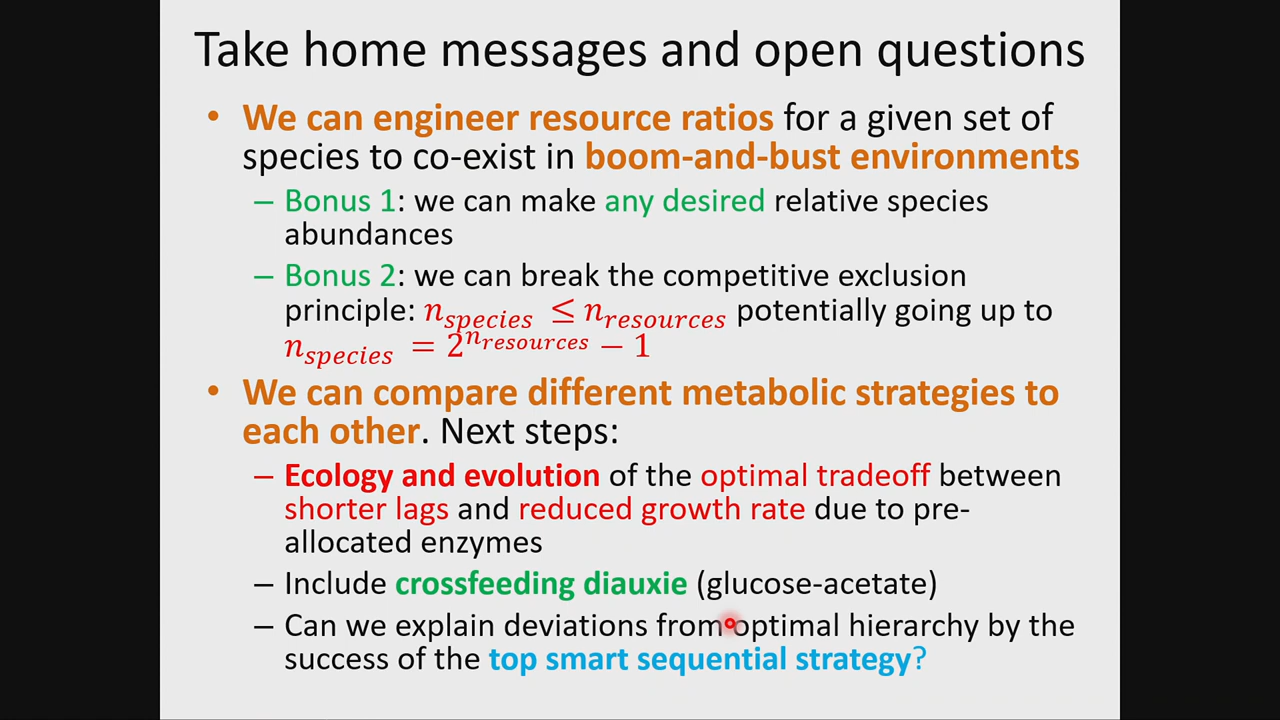 Take home messages and open questions
• We can engineer resource ratios for a given set of
species to co-exist in boom-and-bust environments
– Bonus 1: we can make any desired relative species
abundances
– Bonus 2: we can break the competitive exclusion
principle: n_species ≤ n_resources potentially going up to
n_species = 2^{n_resources} − 1
• We can compare different metabolic strategies to
each other. Next steps:
– Ecology and evolution of the optimal tradeoff between
shorter lags and reduced growth rate due to pre-
allocated enzymes
– Include crossfeeding diauxie (glucose-acetate)
– Can we explain deviations from optimal hierarchy by the
success of the top smart sequential strategy?